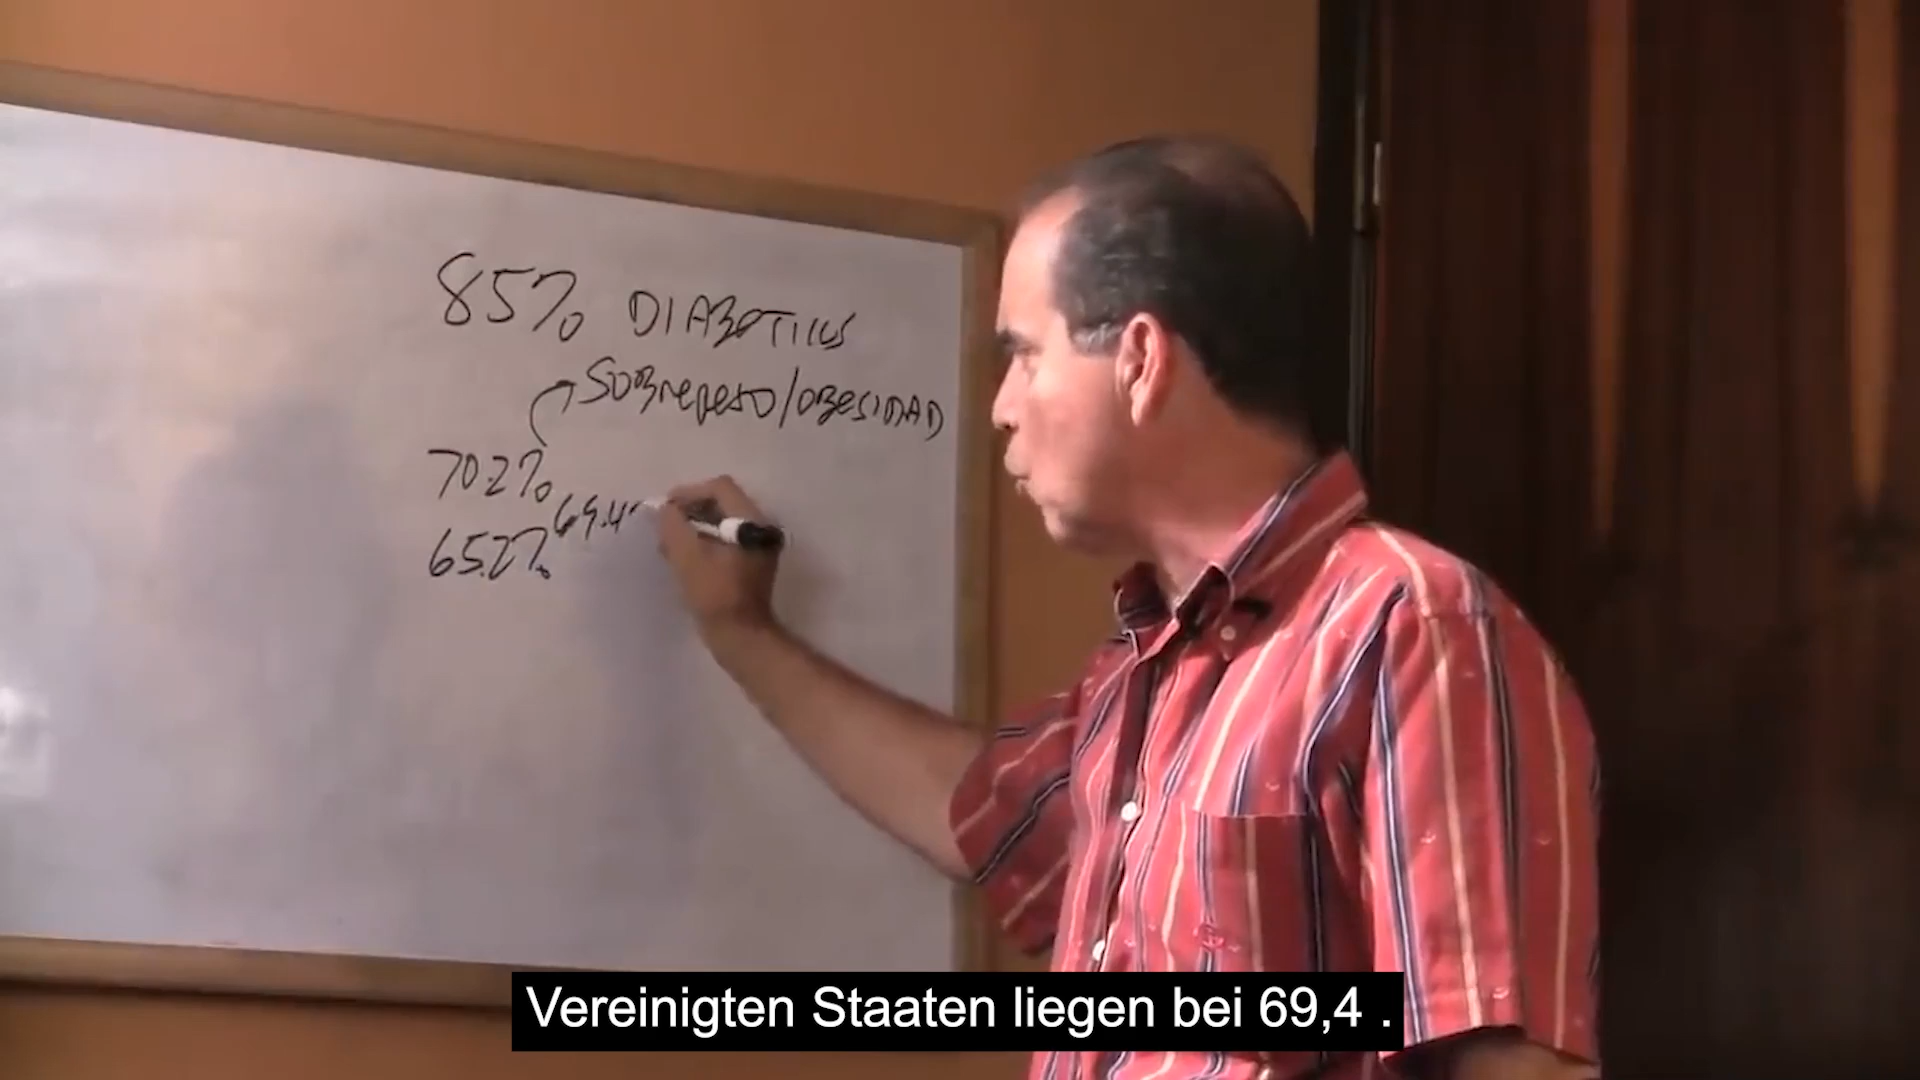 85% DIABETICOS
SOBREPESO/OBESIDAD
70.2%
69.4
65.2%
Vereinigten Staaten liegen bei 69,4 .